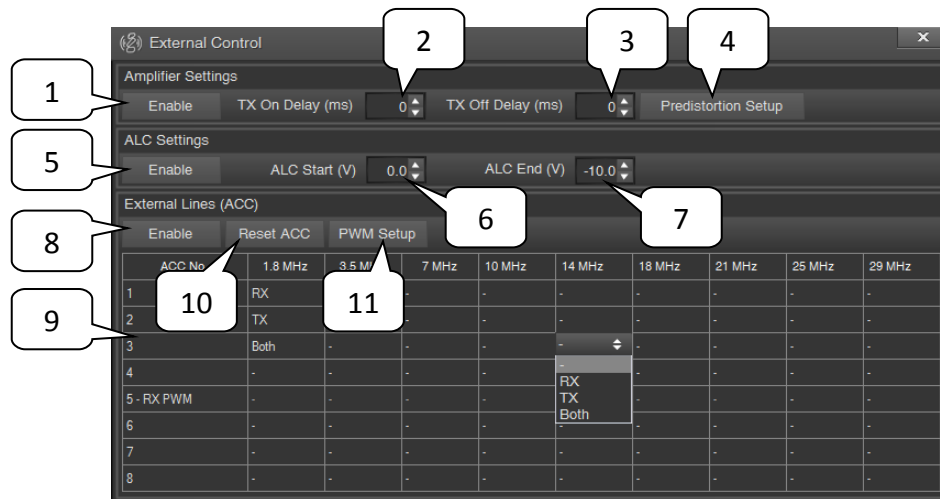 External Control
x
2
3
4
Amplifier Settings
1
Enable TX On Delay (ms) 0 TX Off Delay (ms) 0 Predistortion Setup
ALC Settings
5
Enable ALC Start (V) 0.0 ALC End (V) -10.0
6
7
External Lines (ACC)
8
Enable Reset ACC PWM Setup
10
11
ACC No 1.8 MHz 3.5 7 MHz 10 MHz 14 MHz 18 MHz 21 MHz 25 MHz 29 MHz
9
1 RX - - - - - - -
2 TX - - - - - - -
3 Both - - - - - - - -
-
RX
TX
Both
4 - - - - - - -
5 - RX PWM - - - - - - -
6 - - - - - - - - -
7 - - - - - - - - -
8 - - - - - - - - -